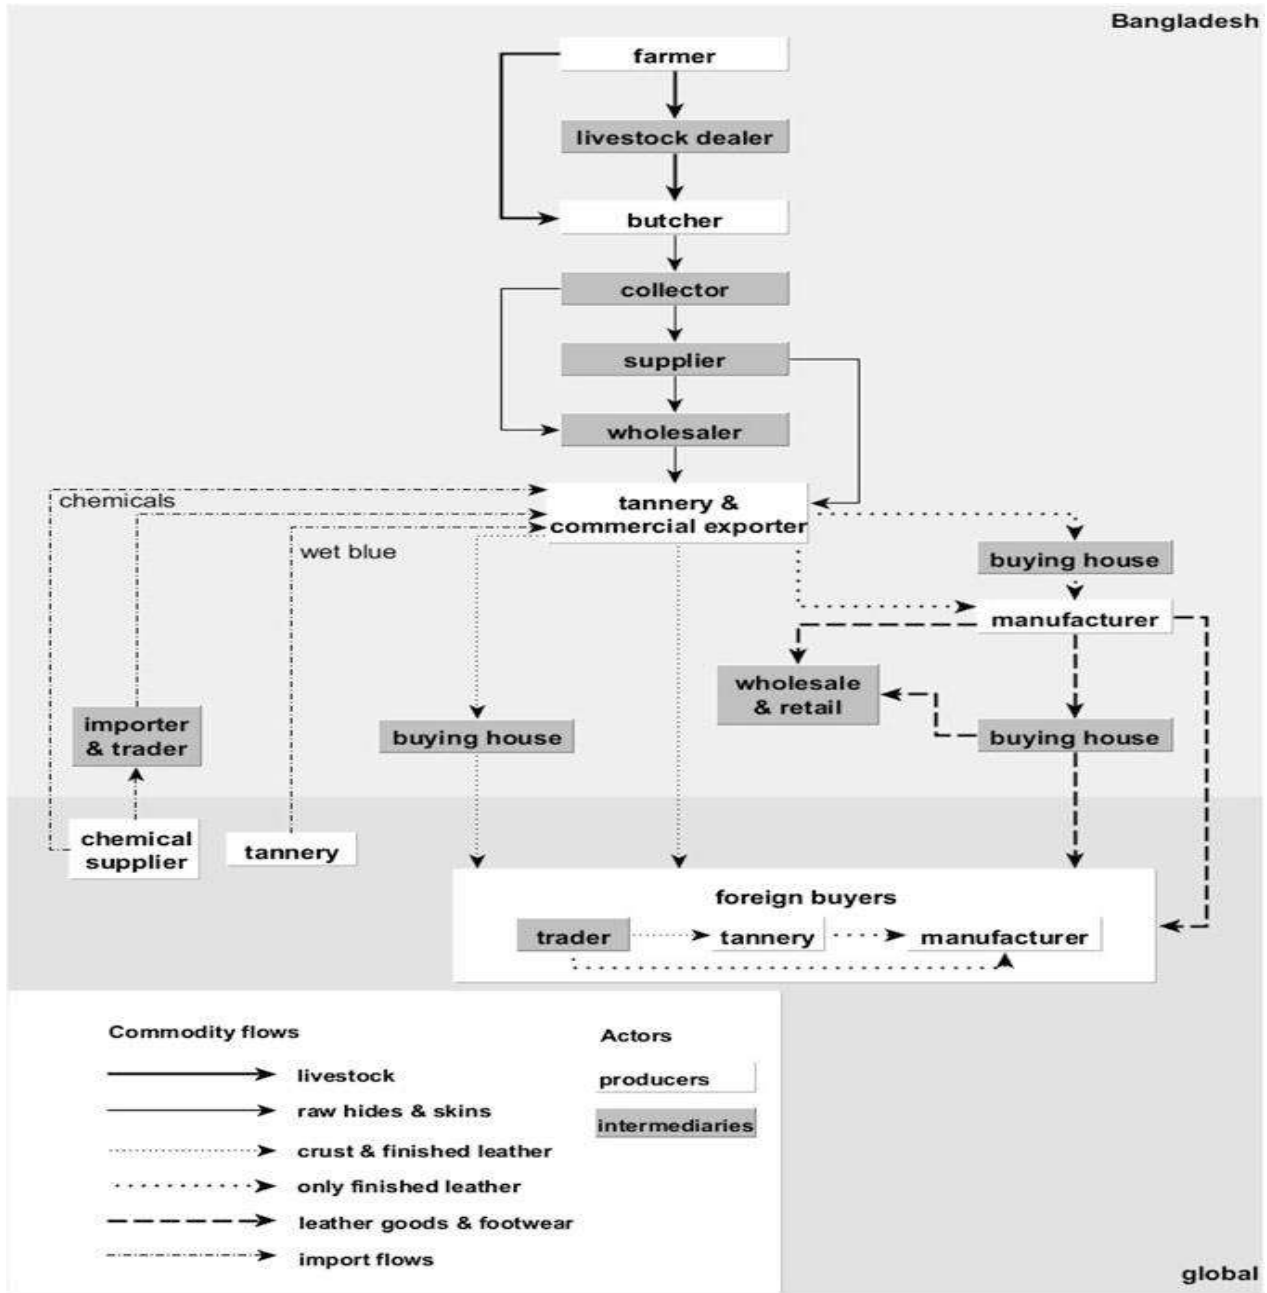 Bangladesh
farmer
livestock dealer
butcher
collector
supplier
wholesaler
chemicals
tannery &
commercial exporter
wet blue
buying house
manufacturer
wholesale
& retail
importer
& trader
buying house
buying house
chemical
supplier
tannery
foreign buyers
trader
tannery
manufacturer
Commodity flows
livestock
raw hides & skins
crust & finished leather
only finished leather
leather goods & footwear
import flows
Actors
producers
intermediaries
global